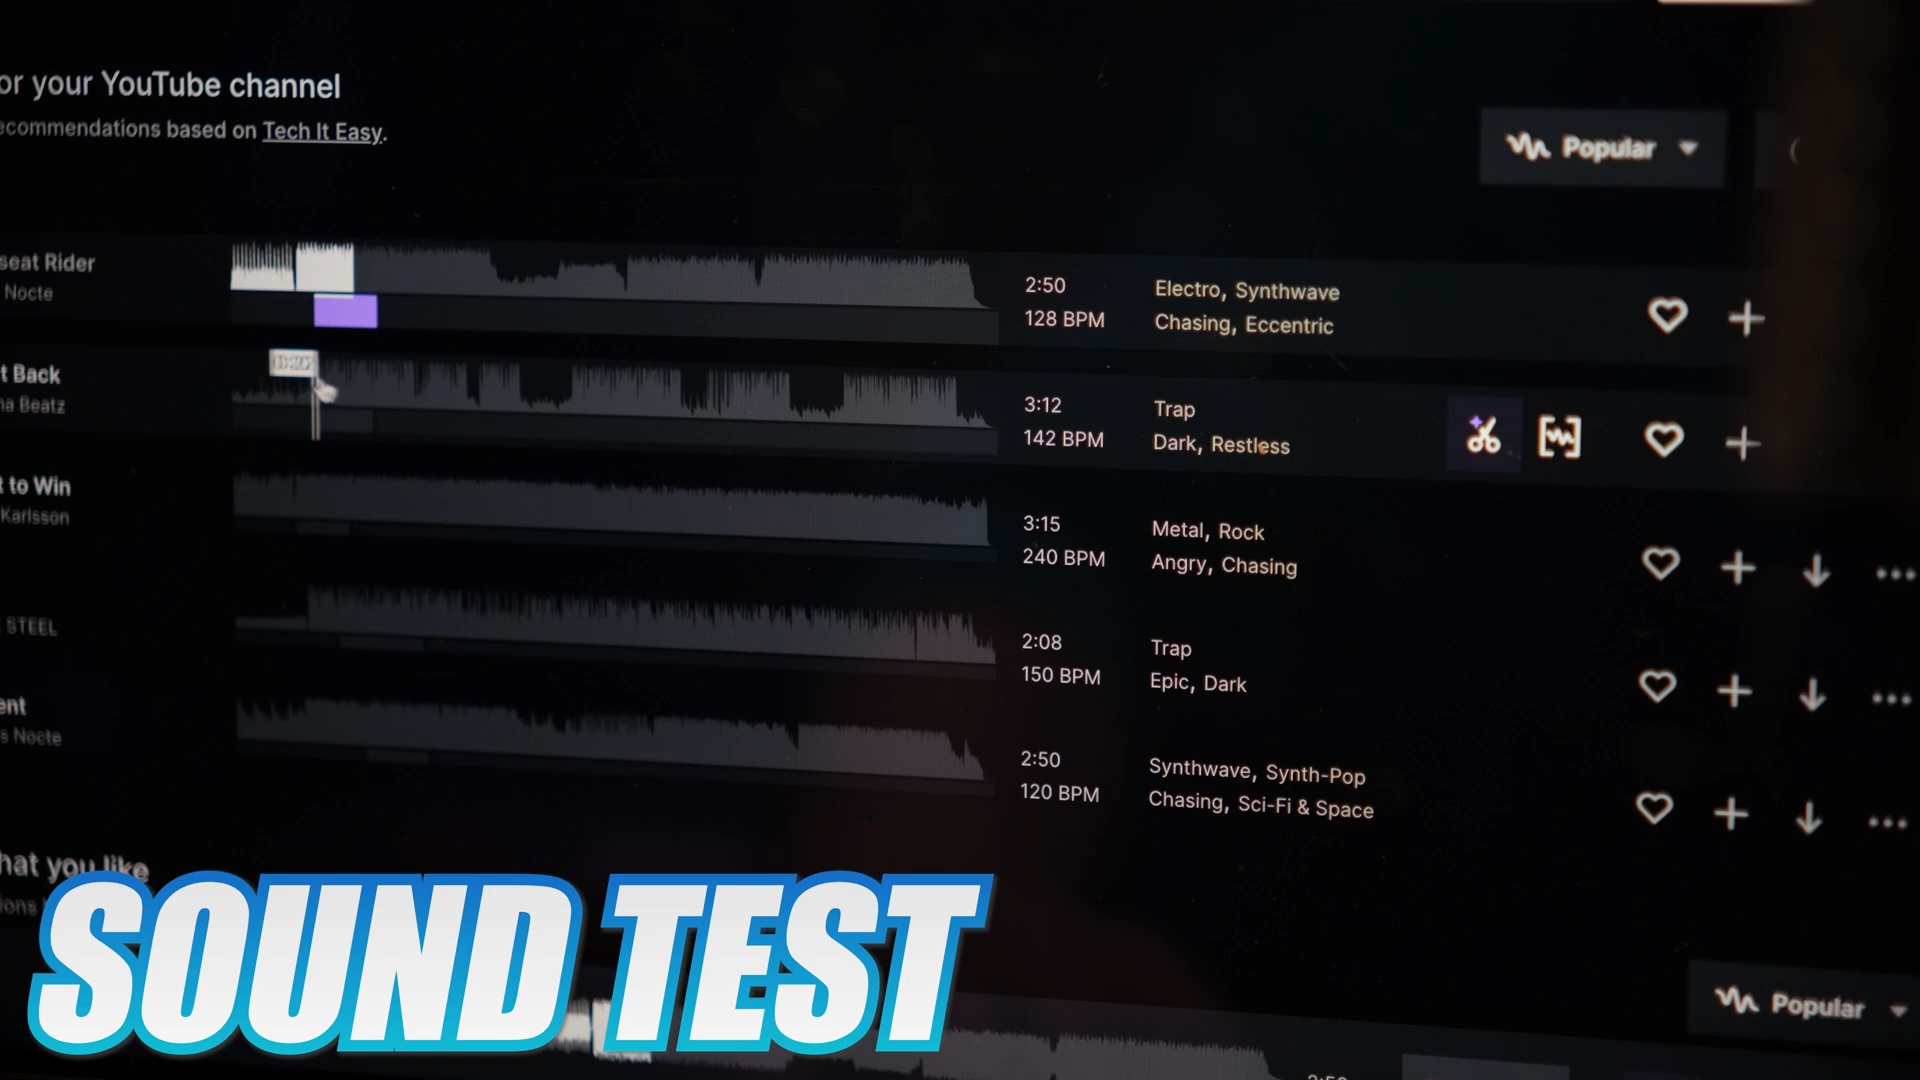 or your YouTube channel
ecommendations based on Tech It Easy.
Popular
seat Rider
Nocte
2:50
128 BPM
Electro, Synthwave
Chasing, Eccentric
t Back
na Beatz
3:12
142 BPM
Trap
Dark, Restless
t to Win
Karlsson
3:15
240 BPM
Metal, Rock
Angry, Chasing
STEEL
2:08
150 BPM
Trap
Epic, Dark
ent
s Nocte
2:50
120 BPM
Synthwave, Synth-Pop
Chasing, Sci-Fi & Space
hat you like
ions
Popular
SOUND TEST